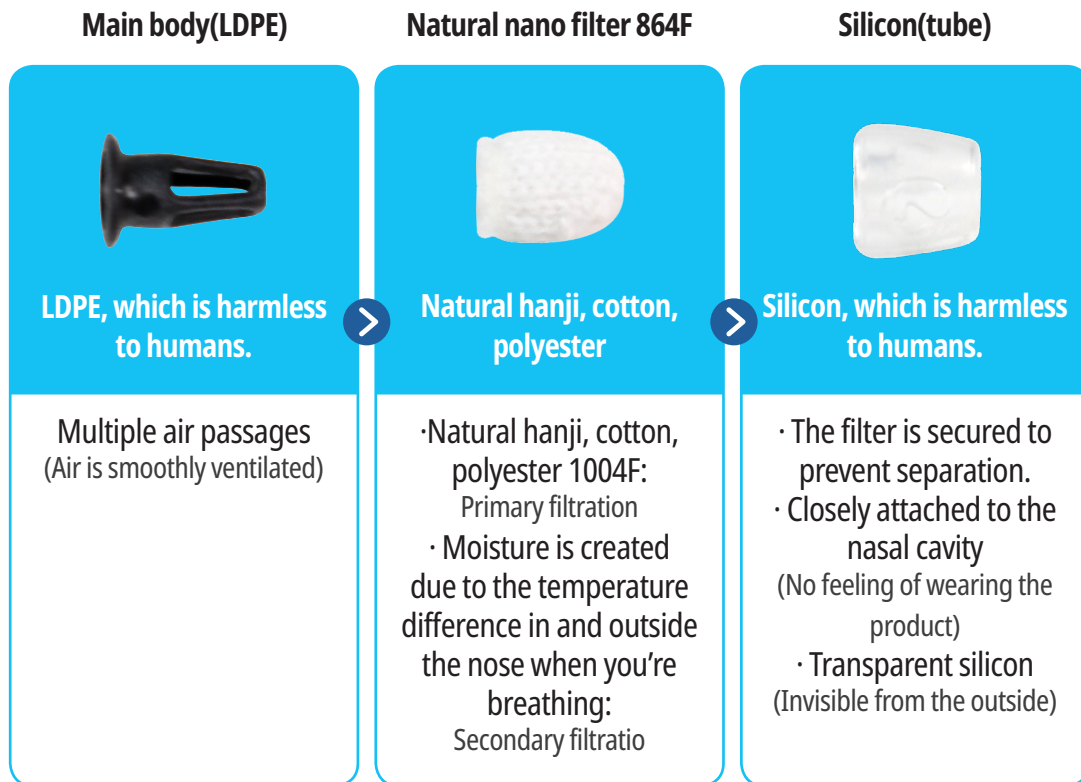 Main body(LDPE)
Natural nano filter 864F
Silicon(tube)
LDPE, which is harmless
to humans.
Natural hanji, cotton,
polyester
Silicon, which is harmless
to humans.
Multiple air passages
(Air is smoothly ventilated)
·Natural hanji, cotton,
polyester 1004F:
Primary filtration
· Moisture is created
due to the temperature
difference in and outside
the nose when you're
breathing:
Secondary filtratio
· The filter is secured to
prevent separation.
· Closely attached to the
nasal cavity
(No feeling of wearing the
product)
· Transparent silicon
(Invisible from the outside)